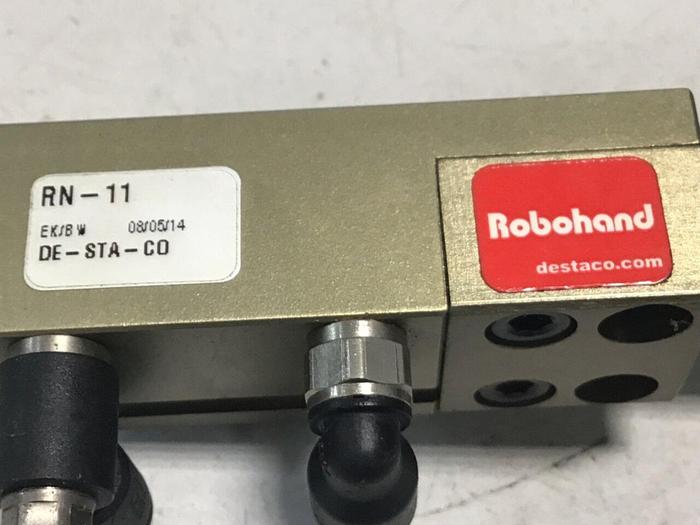 RN-11
EK/BW 08/05/14
DE-STA-CO
Robohand
destaco.com